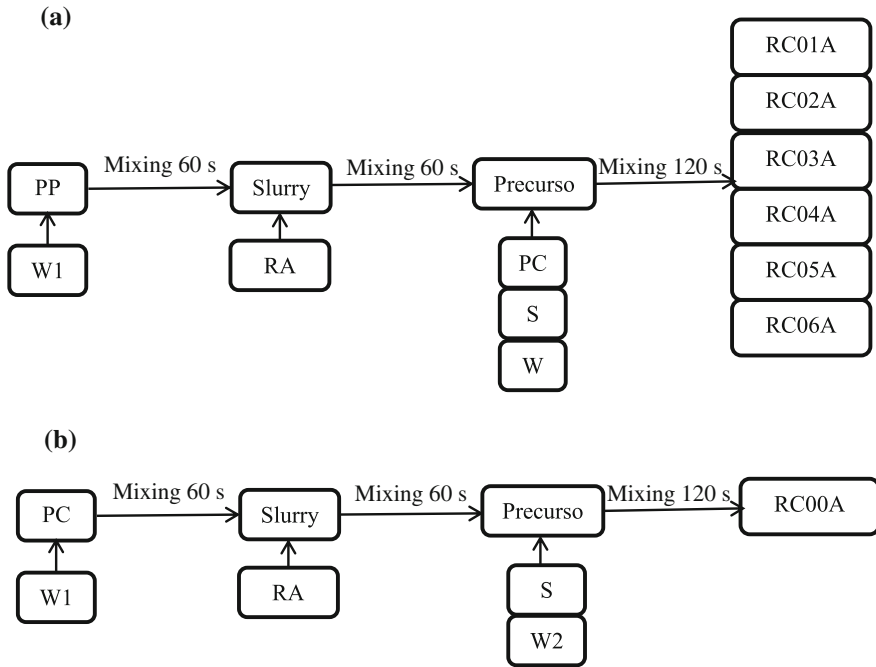 (a)
RC01A
RC02A
RC03A
RC04A
RC05A
RC06A
Mixing 60 s
Mixing 60 s
Mixing 120 s
PP
Slurry
Precurso
W1
RA
PC
S
W
(b)
Mixing 60 s
Mixing 60 s
Mixing 120 s
PC
Slurry
Precurso
RC00A
W1
RA
S
W2